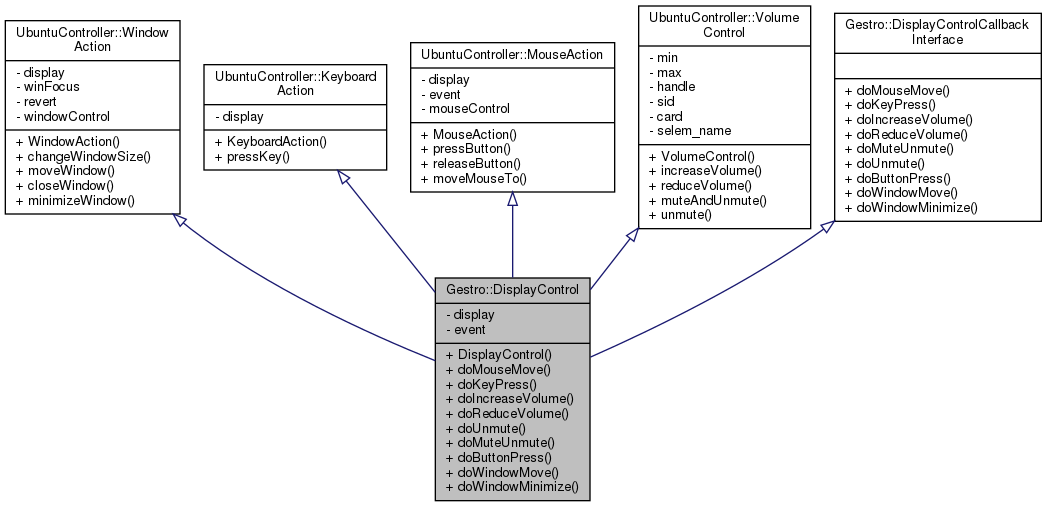 UbuntuController::Window
Action
- display
- winFocus
- revert
- windowControl
+ WindowAction()
+ changeWindowSize()
+ moveWindow()
+ closeWindow()
+ minimizeWindow()
UbuntuController::Keyboard
Action
- display
+ KeyboardAction()
+ pressKey()
UbuntuController::MouseAction
- display
- event
- mouseControl
+ MouseAction()
+ pressButton()
+ releaseButton()
+ moveMouseTo()
UbuntuController::Volume
Control
- min
- max
- handle
- sid
- card
- selem_name
+ VolumeControl()
+ increaseVolume()
+ reduceVolume()
+ muteAndUnmute()
+ unmute()
Gestro::DisplayControlCallback
Interface
+ doMouseMove()
+ doKeyPress()
+ doIncreaseVolume()
+ doReduceVolume()
+ doMuteUnmute()
+ doUnmute()
+ doButtonPress()
+ doWindowMove()
+ doWindowMinimize()
Gestro::DisplayControl
- display
- event
+ DisplayControl()
+ doMouseMove()
+ doKeyPress()
+ doIncreaseVolume()
+ doReduceVolume()
+ doUnmute()
+ doMuteUnmute()
+ doButtonPress()
+ doWindowMove()
+ doWindowMinimize()